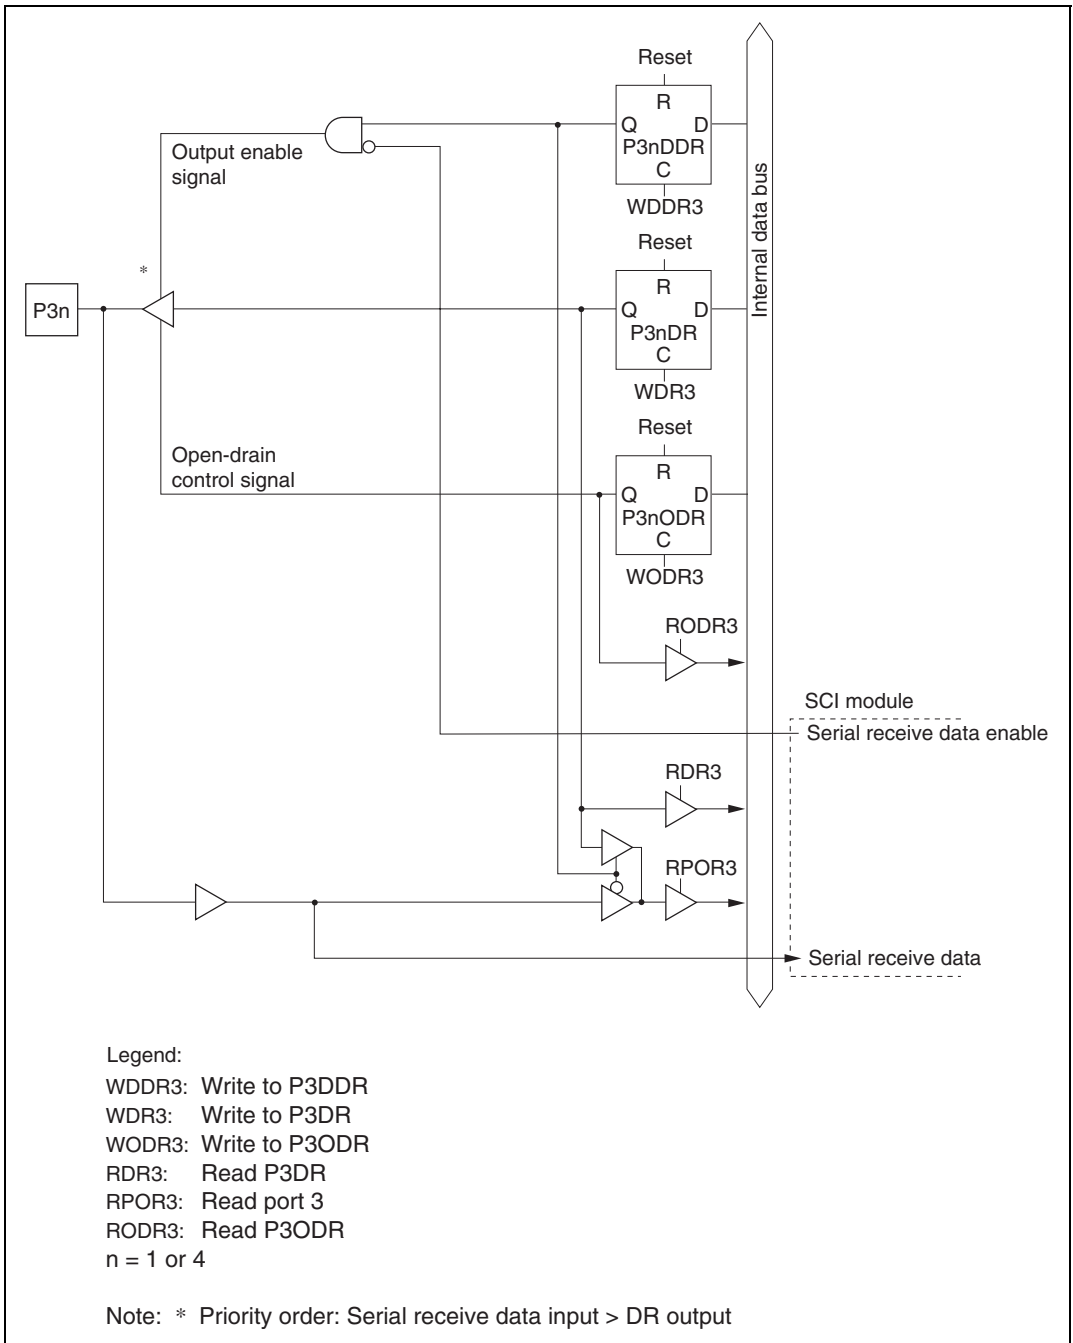 Reset
R
Q D
P3nDDR
C
WDDR3
Output enable
signal
Internal data bus
Reset
R
*
P3n
Q D
P3nDR
C
WDR3
Reset
R
Open-drain
control signal
Q D
P3nODR
C
WODR3
RODR3
SCI module
Serial receive data enable
RDR3
RPOR3
Serial receive data
Legend:
WDDR3: Write to P3DDR
WDR3: Write to P3DR
WODR3: Write to P3ODR
RDR3: Read P3DR
RPOR3: Read port 3
RODR3: Read P3ODR
n = 1 or 4
Note: * Priority order: Serial receive data input > DR output